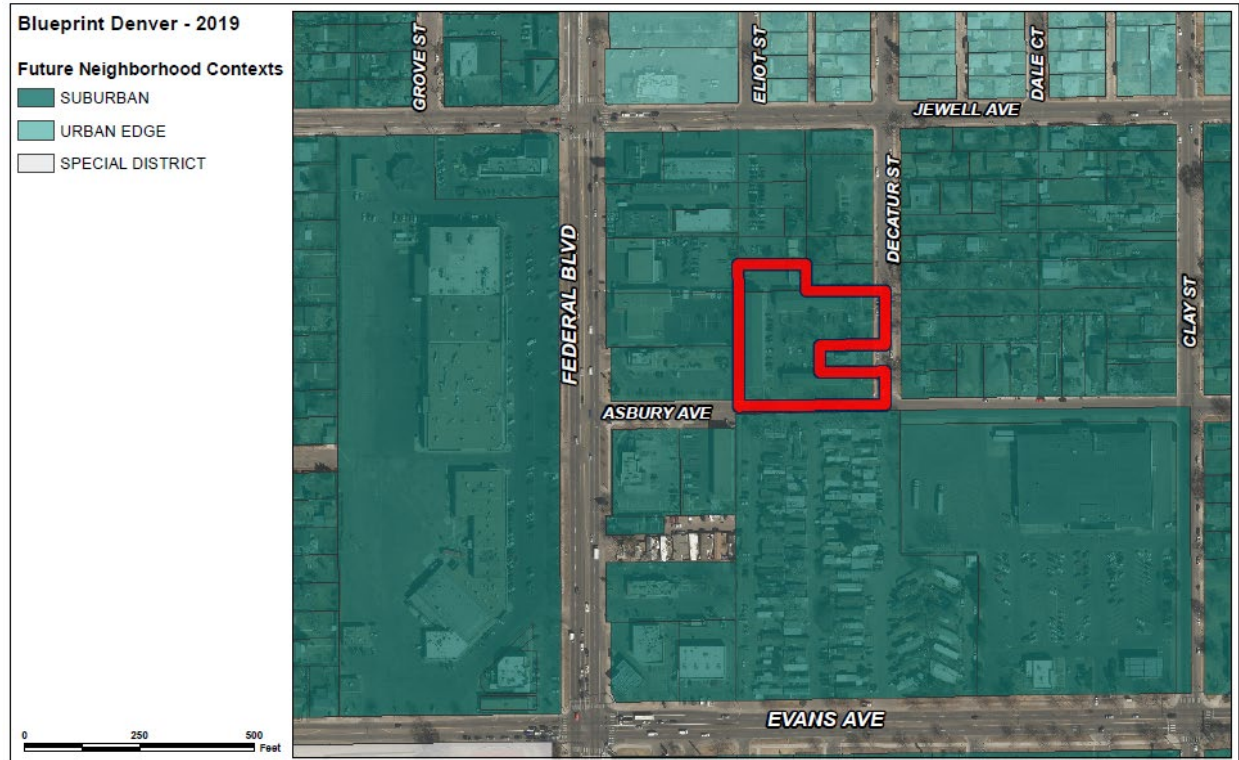 Blueprint Denver - 2019
Future Neighborhood Contexts
SUBURBAN
URBAN EDGE
SPECIAL DISTRICT
GROVE ST
ELIOT ST
DALE CT
JEWELL AVE
DECATUR ST
FEDERAL BLVD
CLAY ST
ASBURY AVE
EVANS AVE
0 250 500
Feet